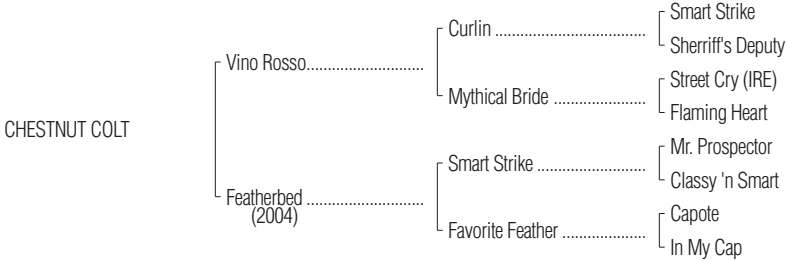 Smart Strike
Curlin ....................................
Sherriff's Deputy
Vino Rosso...........................
Street Cry (IRE)
Mythical Bride ......................
Flaming Heart
CHESTNUT COLT
Mr. Prospector
Smart Strike ..........................
Classy 'n Smart
Featherbed ...........................
(2004)
Capote
Favorite Feather ....................
In My Cap